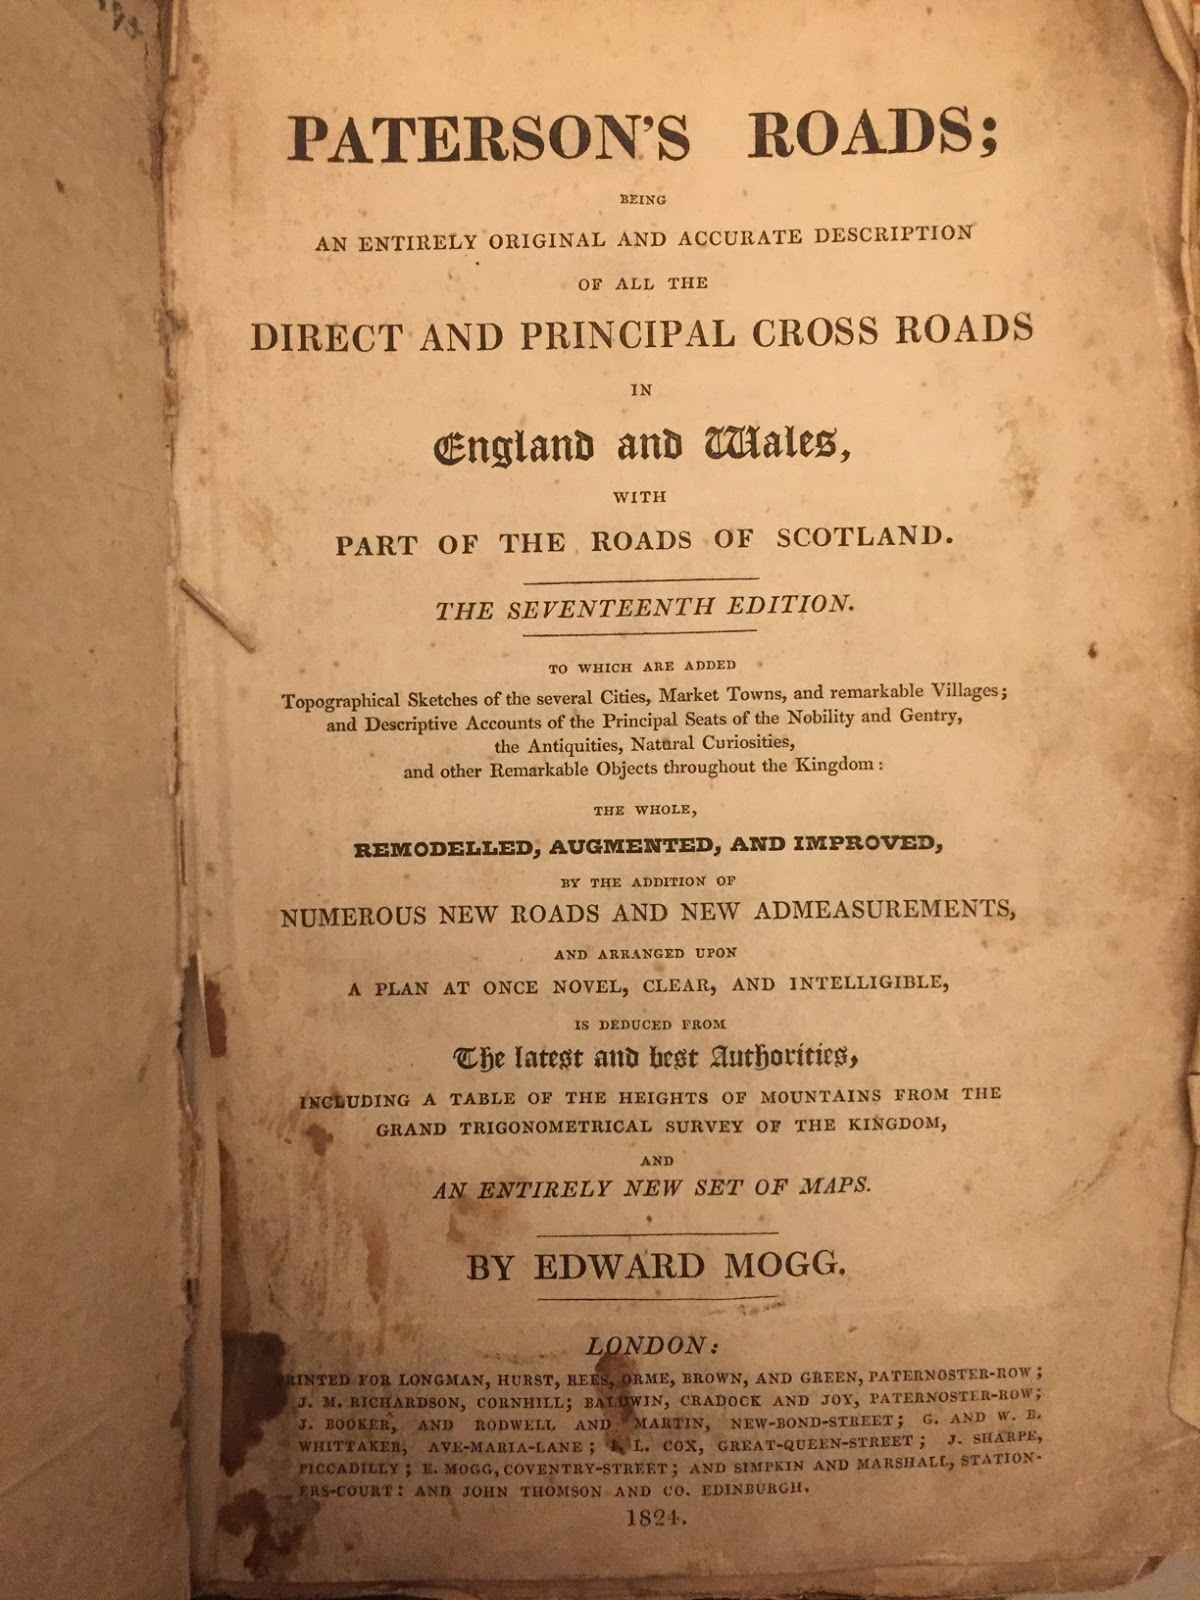 PATERSON'S ROADS;
BEING
AN ENTIRELY ORIGINAL AND ACCURATE DESCRIPTION
OF ALL THE
DIRECT AND PRINCIPAL CROSS ROADS
IN
England and Wales,
WITH
PART OF THE ROADS OF SCOTLAND.
THE SEVENTEENTH EDITION.
TO WHICH ARE ADDED
Topographical Sketches of the several Cities, Market Towns, and remarkable Villages;
and Descriptive Accounts of the Principal Seats of the Nobility and Gentry,
the Antiquities, Natural Curiosities,
and other Remarkable Objects throughout the Kingdom:
THE WHOLE,
REMODELLED, AUGMENTED, AND IMPROVED,
BY THE ADDITION OF
NUMEROUS NEW ROADS AND NEW ADMEASUREMENTS,
AND ARRANGED UPON
A PLAN AT ONCE NOVEL, CLEAR, AND INTELLIGIBLE,
IS DEDUCED FROM
The latest and best Authorities,
INCLUDING A TABLE OF THE HEIGHTS OF MOUNTAINS FROM THE
GRAND TRIGONOMETRICAL SURVEY OF THE KINGDOM,
AND
AN ENTIRELY NEW SET OF MAPS.
BY EDWARD MOGG.
LONDON:
PRINTED FOR LONGMAN, HURST, REES, ORME, BROWN, AND GREEN, PATERNOSTER-ROW;
J. M. RICHARDSON, CORNHILL; BALDWIN, CRADOCK AND JOY, PATERNOSTER-ROW;
J. BOOKER, AND RODWELL AND MARTIN, NEW-BOND-STREET; G. AND W. B.
WHITTAKER, AVE-MARIA-LANE; L. COX, GREAT-QUEEN-STREET; J. SHARPE,
PICCADILLY; E. MOGG, COVENTRY-STREET; AND SIMPKIN AND MARSHALL, STATION-
ERS-COURT: AND JOHN THOMSON AND CO. EDINBURGH.
1824.